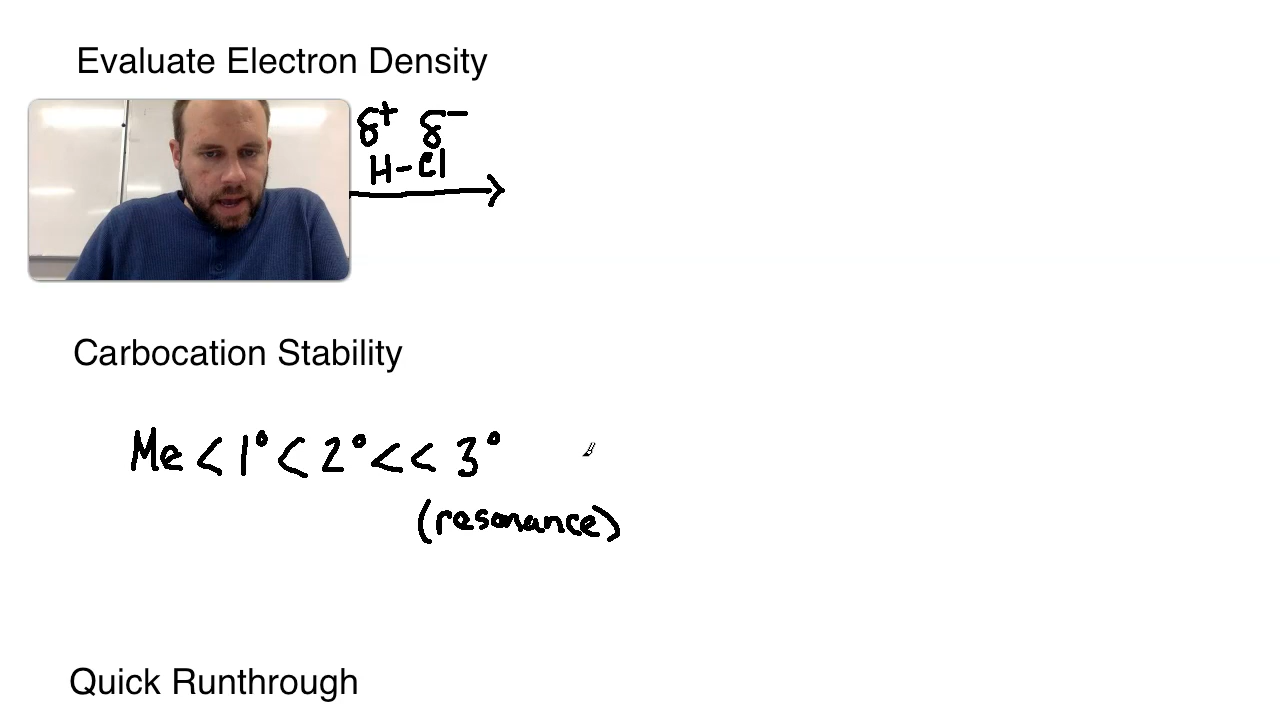 Evaluate Electron Density
δ+ δ−
H-Cl
Carbocation Stability
Me < 1° < 2° << 3°
(resonance)
Quick Runthrough